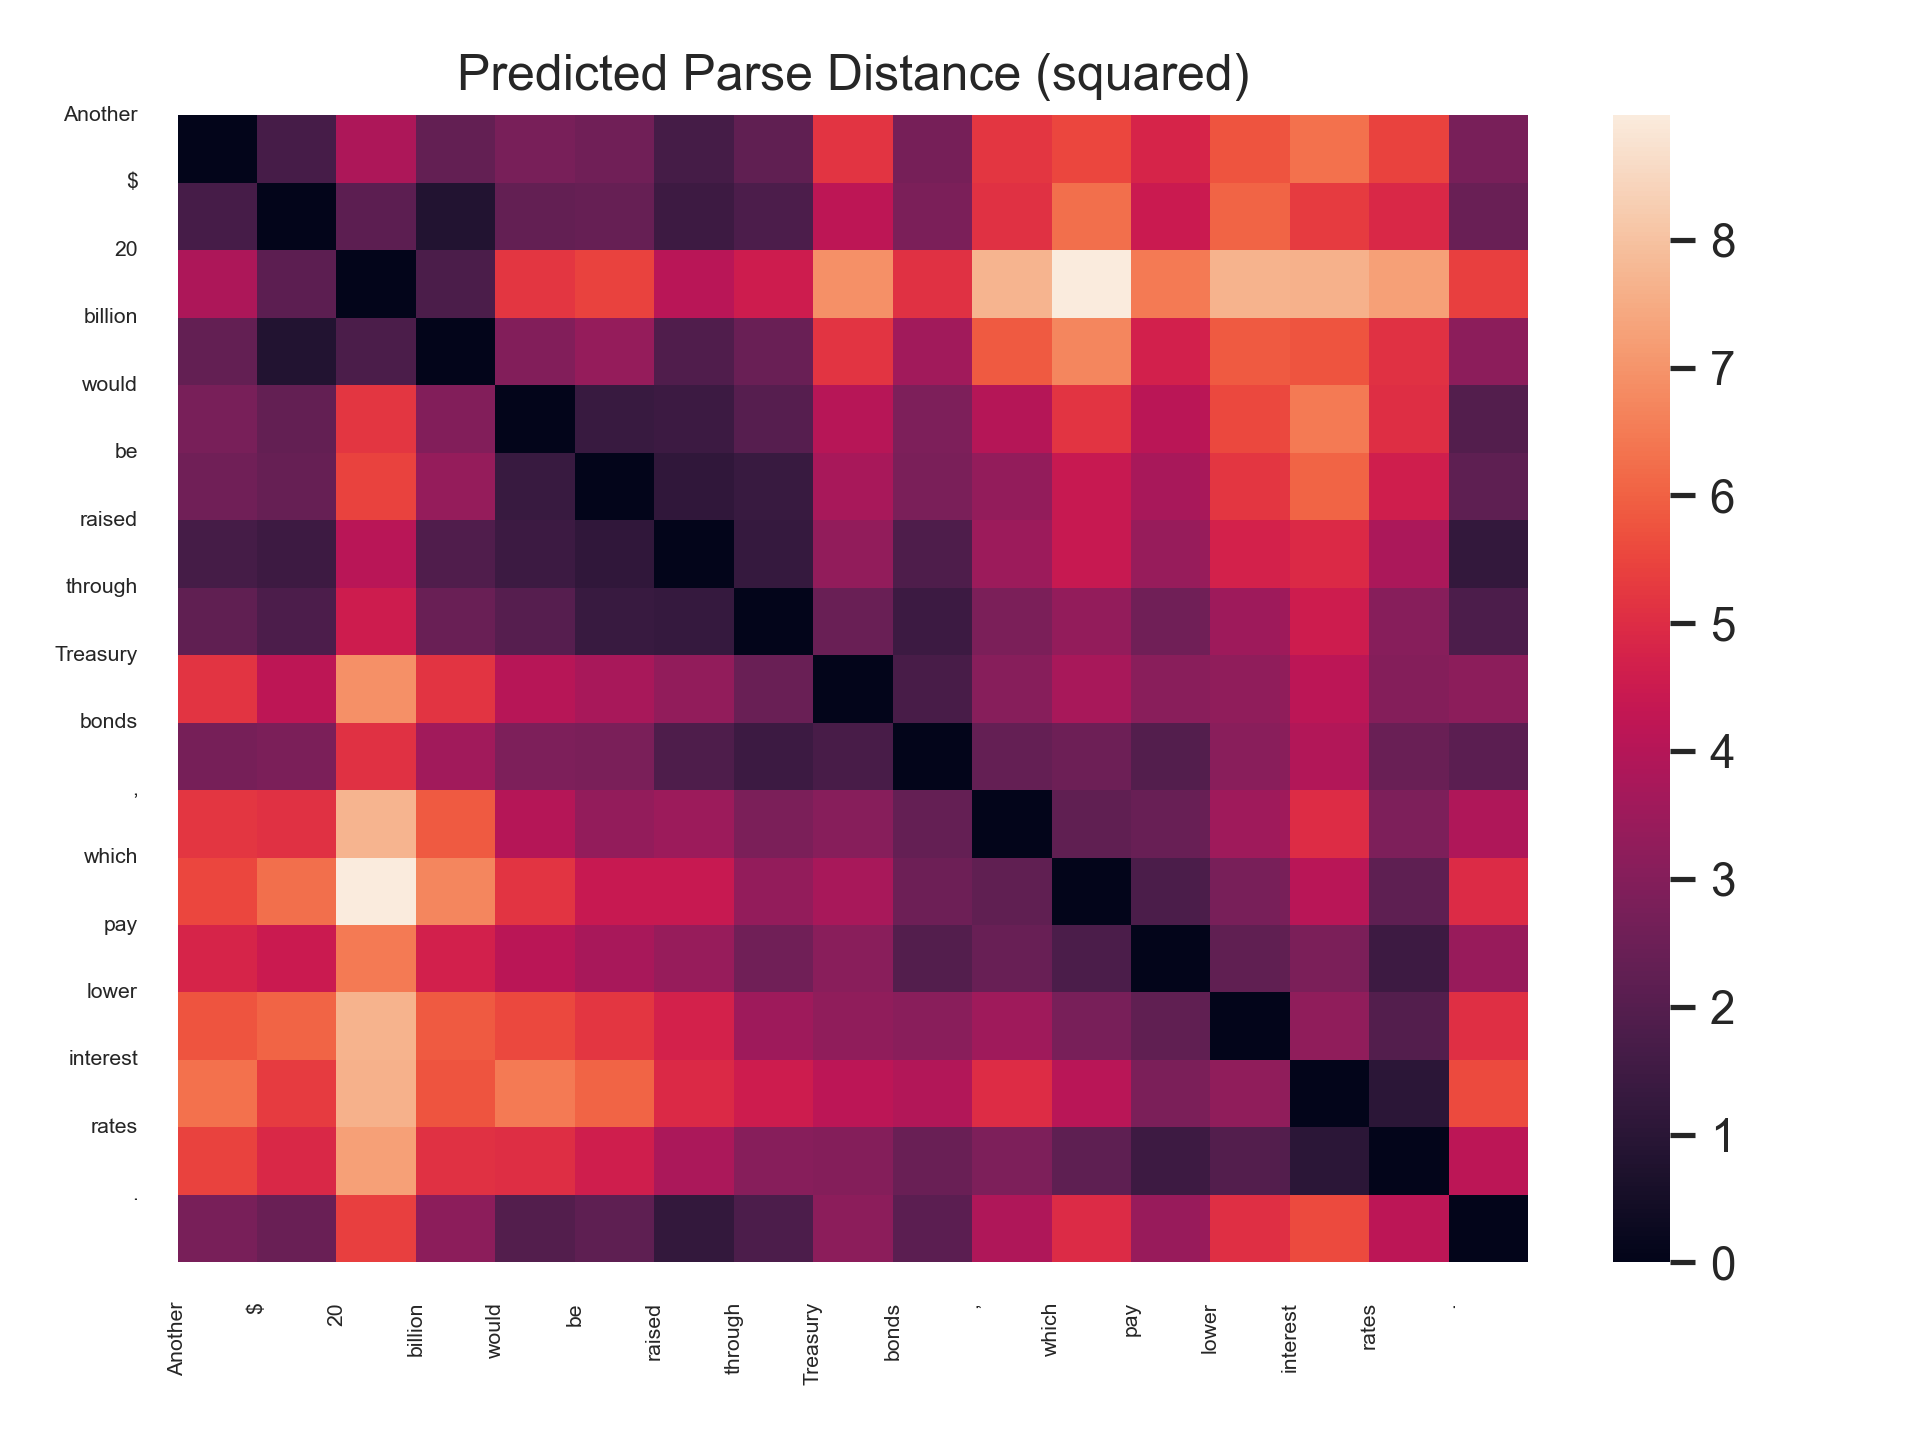 Predicted Parse Distance (squared)
Another
$
20
billion
would
be
raised
through
Treasury
bonds
,
which
pay
lower
interest
rates
.
8
7
6
5
4
3
2
1
0
Another
$
20
billion
would
be
raised
through
Treasury
bonds
,
which
pay
lower
interest
rates
.